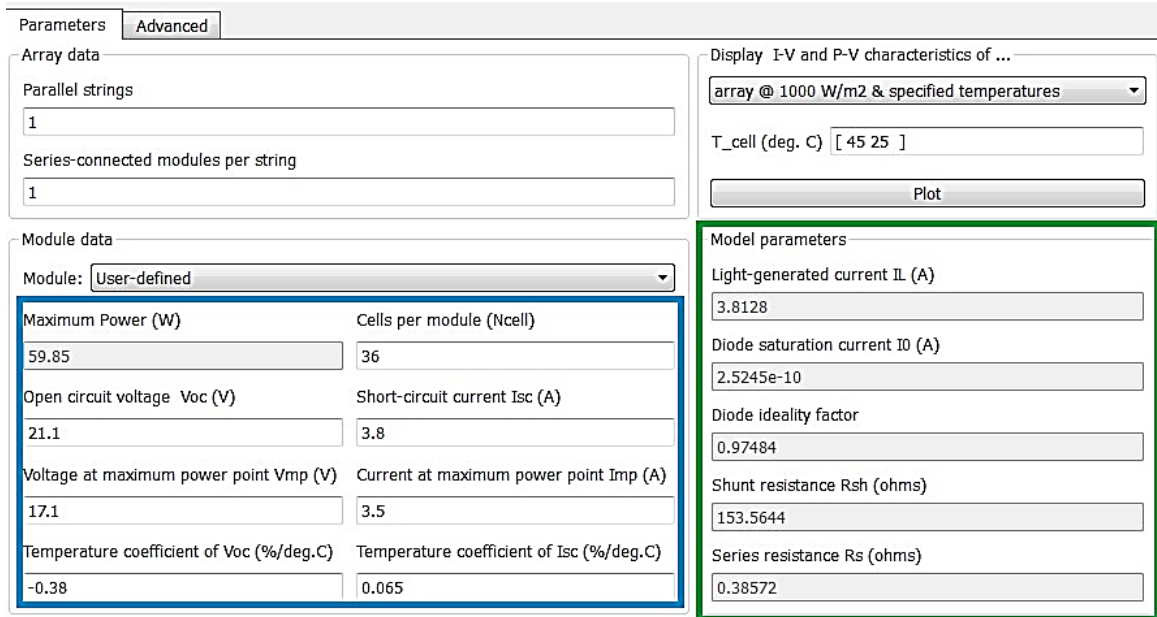 Parameters
Advanced
Array data
Parallel strings
1
Series-connected modules per string
1
Display I-V and P-V characteristics of ...
array @ 1000 W/m2 & specified temperatures
T_cell (deg. C) [ 45 25 ]
Plot
Module data
Module: User-defined
Maximum Power (W) Cells per module (Ncell)
59.85 36
Open circuit voltage Voc (V) Short-circuit current Isc (A)
21.1 3.8
Voltage at maximum power point Vmp (V) Current at maximum power point Imp (A)
17.1 3.5
Temperature coefficient of Voc (%/deg.C) Temperature coefficient of Isc (%/deg.C)
-0.38 0.065
Model parameters
Light-generated current IL (A)
3.8128
Diode saturation current I0 (A)
2.5245e-10
Diode ideality factor
0.97484
Shunt resistance Rsh (ohms)
153.5644
Series resistance Rs (ohms)
0.38572